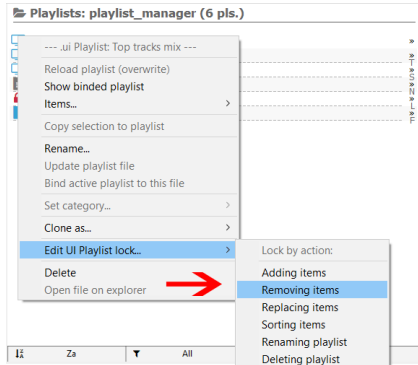 Playlists: playlist_manager (6 pls.)
--- .ui Playlist: Top tracks mix ---
Reload playlist (overwrite)
Show binded playlist
Items...
Copy selection to playlist
Rename...
Update playlist file
Bind active playlist to this file
Set category...
Clone as...
Edit UI Playlist lock...
Delete
Open file on explorer
Lock by action:
Adding items
Removing items
Replacing items
Sorting items
Renaming playlist
Deleting playlist
»
»
T
S
N
L
F
Za
All